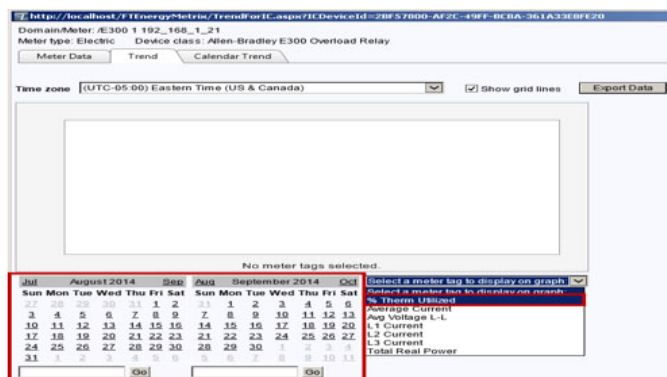 http://localhost/FTEnergyMetrix/TrendForIC.aspx?ICDeviceId=2BF57800-AF2C-49FF-BCBA-361A33EBFE20
Domain/Meter: /E300 1 192_168_1_21
Meter type: Electric Device class: Allen-Bradley E300 Overload Relay
Meter Data Trend Calendar Trend
Time zone (UTC-05:00) Eastern Time (US & Canada) Show grid lines Export Data
No meter tags selected.
Jul August 2014 Sep
Sun Mon Tue Wed Thu Fri Sat
27 28 29 30 31 1 2
3 4 5 6 7 8 9
10 11 12 13 14 15 16
17 18 19 20 21 22 23
24 25 26 27 28 29 30
31 1 2 3 4 5 6
Go
Aug September 2014 Oct
Sun Mon Tue Wed Thu Fri Sat
31 1 2 3 4 5 6
7 8 9 10 11 12 13
14 15 16 17 18 19 20
21 22 23 24 25 26 27
28 29 30 1 2 3 4
5 6 7 8 9 10 11
Go
Select a meter tag to display on graph
Select a meter tag to display on graph
% Therm Utilized
Average Current
Avg Voltage L-L
L1 Current
L2 Current
L3 Current
Total Real Power